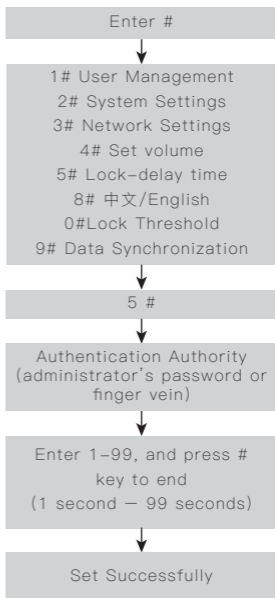 Enter #
1# User Management
2# System Settings
3# Network Settings
4# Set volume
5# Lock-delay time
8# 中文/English
0#Lock Threshold
9# Data Synchronization
5 #
Authentication Authority
(administrator's password or
finger vein)
Enter 1-99, and press #
key to end
(1 second — 99 seconds)
Set Successfully